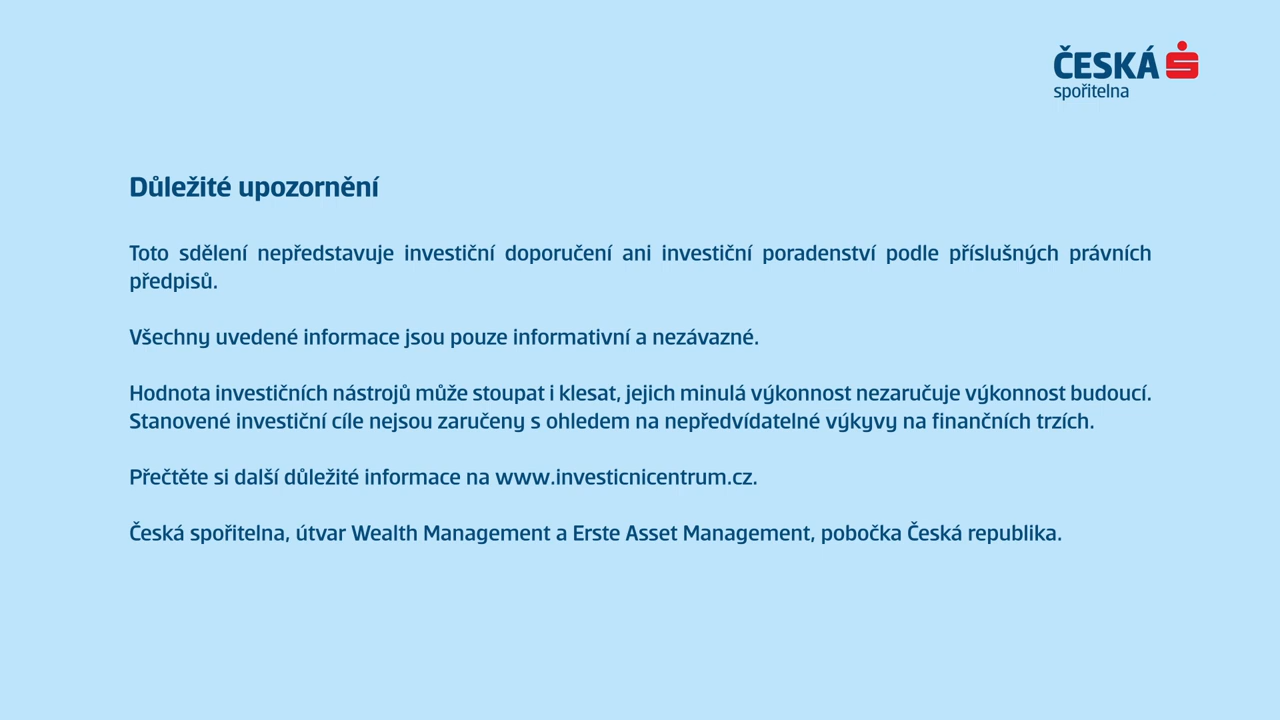 ČESKÁ
spořitelna
Důležité upozornění
Toto sdělení nepředstavuje investiční doporučení ani investiční poradenství podle příslušných právních
předpisů.
Všechny uvedené informace jsou pouze informativní a nezávazné.
Hodnota investičních nástrojů může stoupat i klesat, jejich minulá výkonnost nezaručuje výkonnost budoucí.
Stanovené investiční cíle nejsou zaručeny s ohledem na nepředvídatelné výkyvy na finančních trzích.
Přečtěte si další důležité informace na www.investicnicentrum.cz.
Česká spořitelna, útvar Wealth Management a Erste Asset Management, pobočka Česká republika.